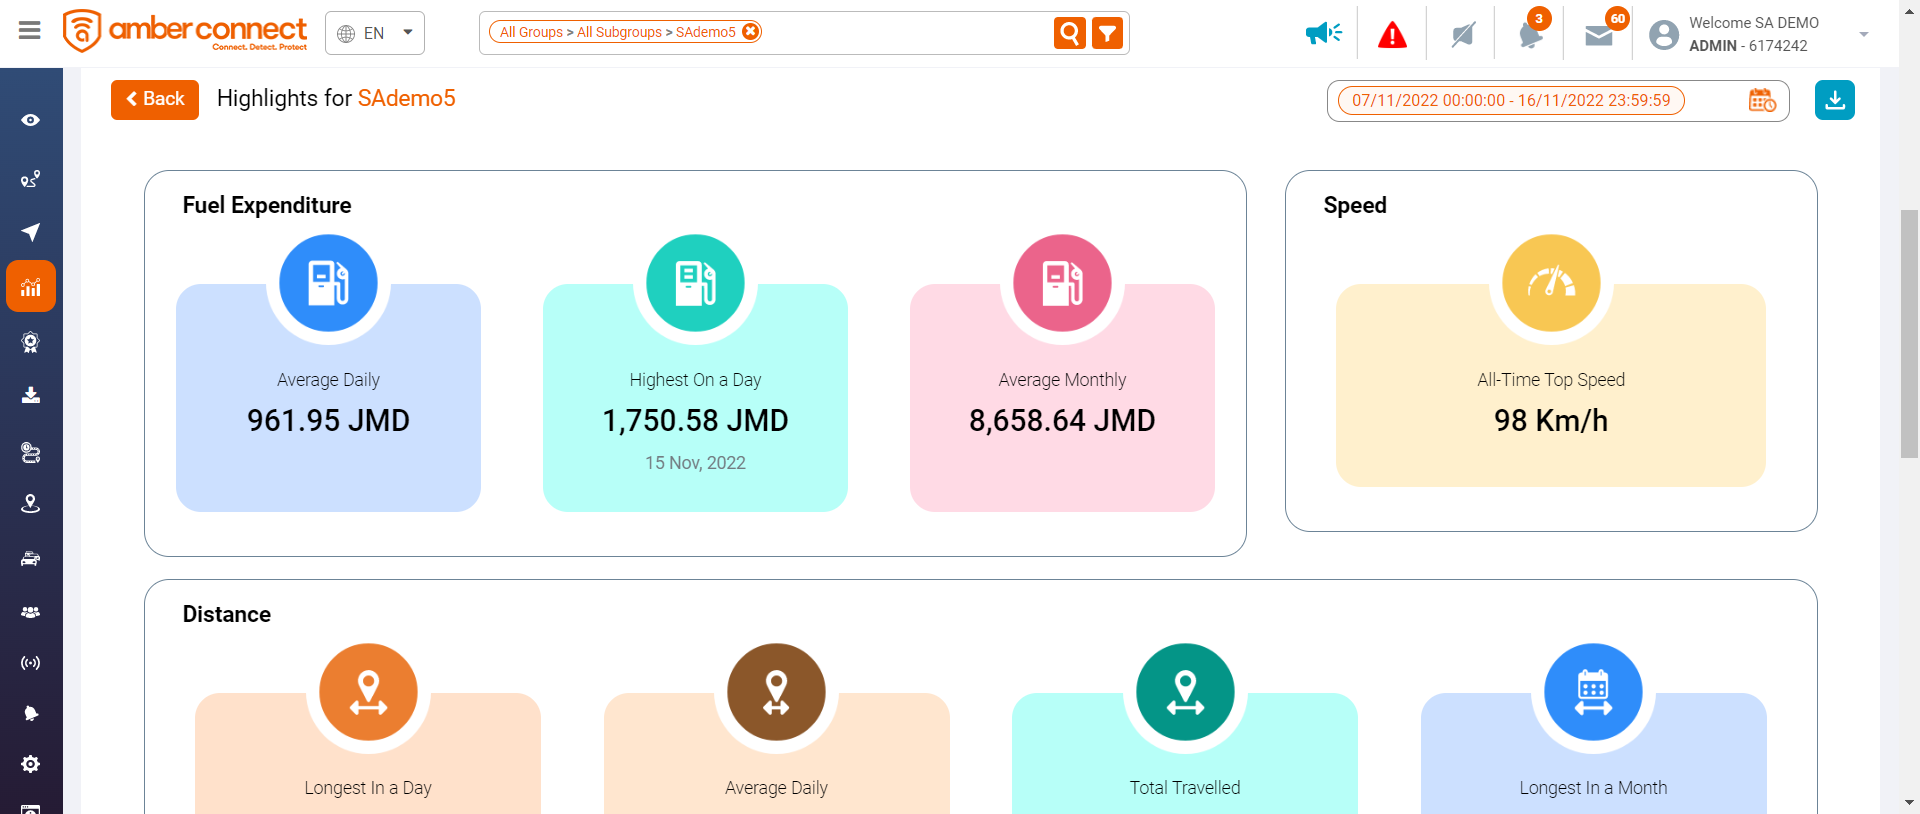 amber connect
Connect. Detect. Protect
EN
All Groups > All Subgroups > SAdemo5
3
60
Welcome SA DEMO
ADMIN - 6174242
Back
Highlights for SAdemo5
07/11/2022 00:00:00 - 16/11/2022 23:59:59
Fuel Expenditure
Average Daily
961.95 JMD
Highest On a Day
1,750.58 JMD
15 Nov, 2022
Average Monthly
8,658.64 JMD
Speed
All-Time Top Speed
98 Km/h
Distance
Longest In a Day
Average Daily
Total Travelled
Longest In a Month